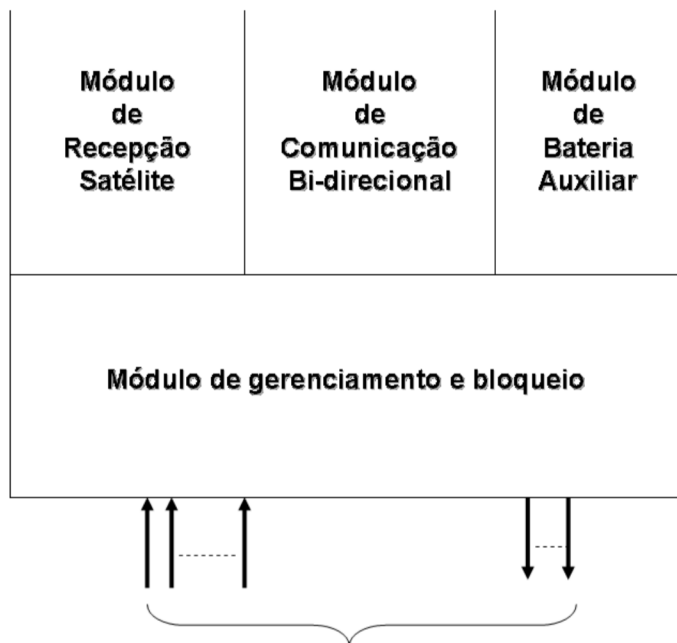 Módulo
de
Recepção
Satélite
Módulo
de
Comunicação
Bi-direcional
Módulo
de
Bateria
Auxiliar
Módulo de gerenciamento e bloqueio